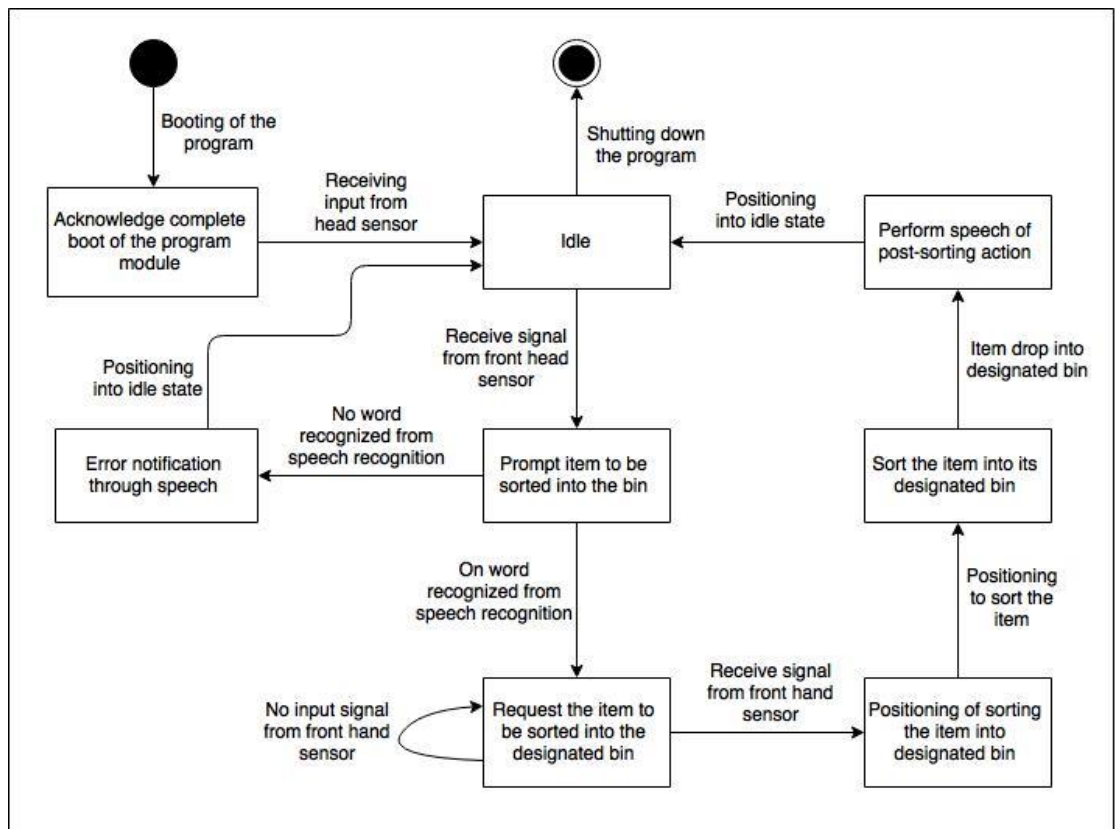 Booting of the
program
Shutting down
the program
Receiving
input from
head sensor
Positioning
into idle state
Acknowledge complete
boot of the program
module
Idle
Perform speech of
post-sorting action
Receive signal
from front head
sensor
Positioning
into idle state
Item drop into
designated bin
No word
recognized from
speech recognition
Error notification
through speech
Prompt item to be
sorted into the bin
Sort the item into its
designated bin
On word
recognized from
speech recognition
Positioning
to sort the
item
Receive signal
from front hand
sensor
No input signal
from front hand
sensor
Request the item to
be sorted into the
designated bin
Positioning of sorting
the item into
designated bin